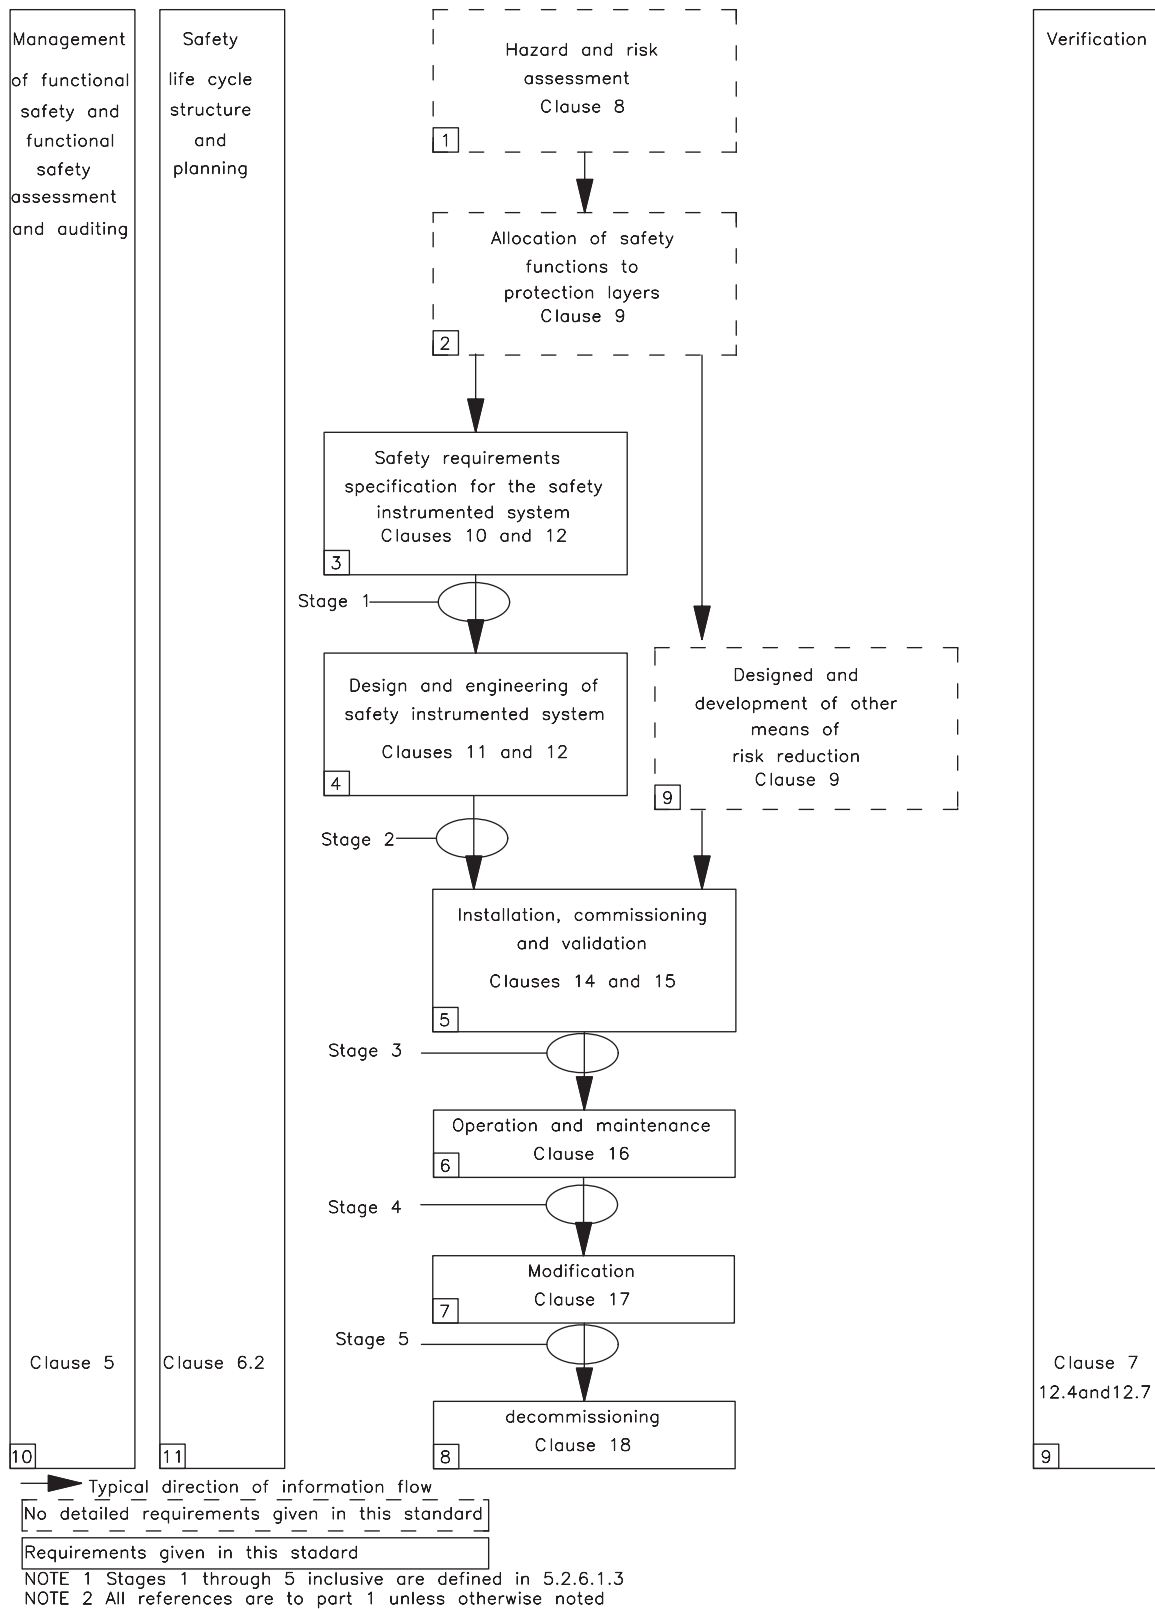 Management
of functional
safety and
functional
safety
assessment
and auditing
Clause 5
10
Safety
life cycle
structure
and
planning
Clause 6.2
11
Hazard and risk
assessment
Clause 8
1
Allocation of safety
functions to
protection layers
Clause 9
2
Safety requirements
specification for the safety
instrumented system
Clauses 10 and 12
3
Stage 1
Design and engineering of
safety instrumented system
Clauses 11 and 12
4
Designed and
development of other
means of
risk reduction
Clause 9
9
Stage 2
Installation, commissioning
and validation
Clauses 14 and 15
5
Stage 3
Operation and maintenance
Clause 16
6
Stage 4
Modification
Clause 17
7
Stage 5
decommissioning
Clause 18
8
Verification
Clause 7
12.4and12.7
9
Typical direction of information flow
No detailed requirements given in this standard
Requirements given in this stadard
NOTE 1 Stages 1 through 5 inclusive are defined in 5.2.6.1.3
NOTE 2 All references are to part 1 unless otherwise noted